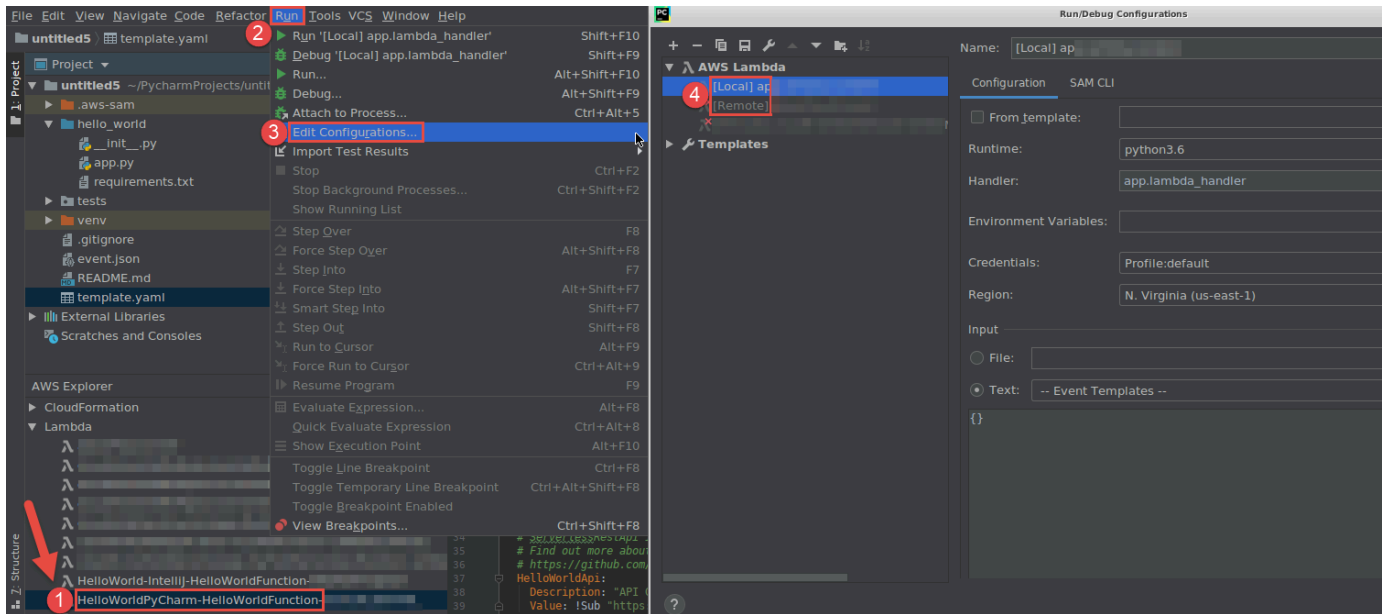 File Edit View Navigate Code Refactor Run Tools VCS Window Help
untitled5 template.yaml
2
Run '[Local] app.lambda_handler' Shift+F10
Debug '[Local] app.lambda_handler' Shift+F9
Run... Alt+Shift+F10
Debug... Alt+Shift+F9
Attach to Process... Ctrl+Alt+5
3
Edit Configurations...
Import Test Results
Stop Ctrl+F2
Stop Background Processes... Ctrl+Shift+F2
Show Running List
Step Over F8
Force Step Over Alt+Shift+F8
Step Into F7
Force Step Into Alt+Shift+F7
Smart Step Into Shift+F7
Step Out Shift+F8
Run to Cursor Alt+F9
Force Run to Cursor Ctrl+Alt+9
Resume Program F9
Evaluate Expression... Alt+F8
Quick Evaluate Expression Ctrl+Alt+8
Show Execution Point Alt+F10
Toggle Line Breakpoint Ctrl+F8
Toggle Temporary Line Breakpoint Ctrl+Alt+Shift+F8
Toggle Breakpoint Enabled
View Breakpoints... Ctrl+Shift+F8
1: Project
Project
untitled5 ~/PycharmProjects/unti
.aws-sam
hello_world
__init__.py
app.py
requirements.txt
tests
venv
.gitignore
event.json
README.md
template.yaml
External Libraries
Scratches and Consoles
AWS Explorer
CloudFormation
Lambda
7: Structure
HelloWorld-IntelliJ-HelloWorldFunction-
1
HelloWorldPyCharm-HelloWorldFunction-
34 # ServerlessRestApi
35 # Find out more about
36 # https://github.com/
37 HelloWorldApi:
38 Description: "API
39 Value: !Sub "https
PC
Run/Debug Configurations
AWS Lambda
4
[Local] ap
[Remote]
Templates
?
Name: [Local] ap
Configuration SAM CLI
From template:
Runtime: python3.6
Handler: app.lambda_handler
Environment Variables:
Credentials: Profile:default
Region: N. Virginia (us-east-1)
Input
File:
Text: -- Event Templates --
{}